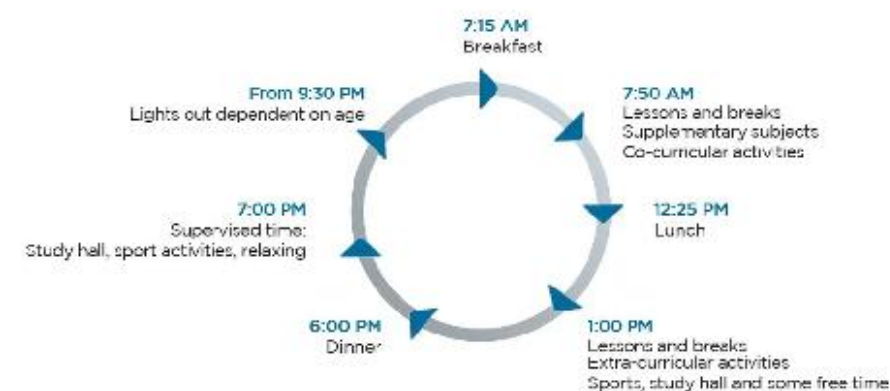 7:15 AM
Breakfast
7:50 AM
Lessons and breaks
Supplementary subjects
Co-curricular activities
12:25 PM
Lunch
1:00 PM
Lessons and breaks
Extra-curricular activities
Sports, study hall and some free time
6:00 PM
Dinner
7:00 PM
Supervised time:
Study hall, sport activities, relaxing
From 9:30 PM
Lights out dependent on age